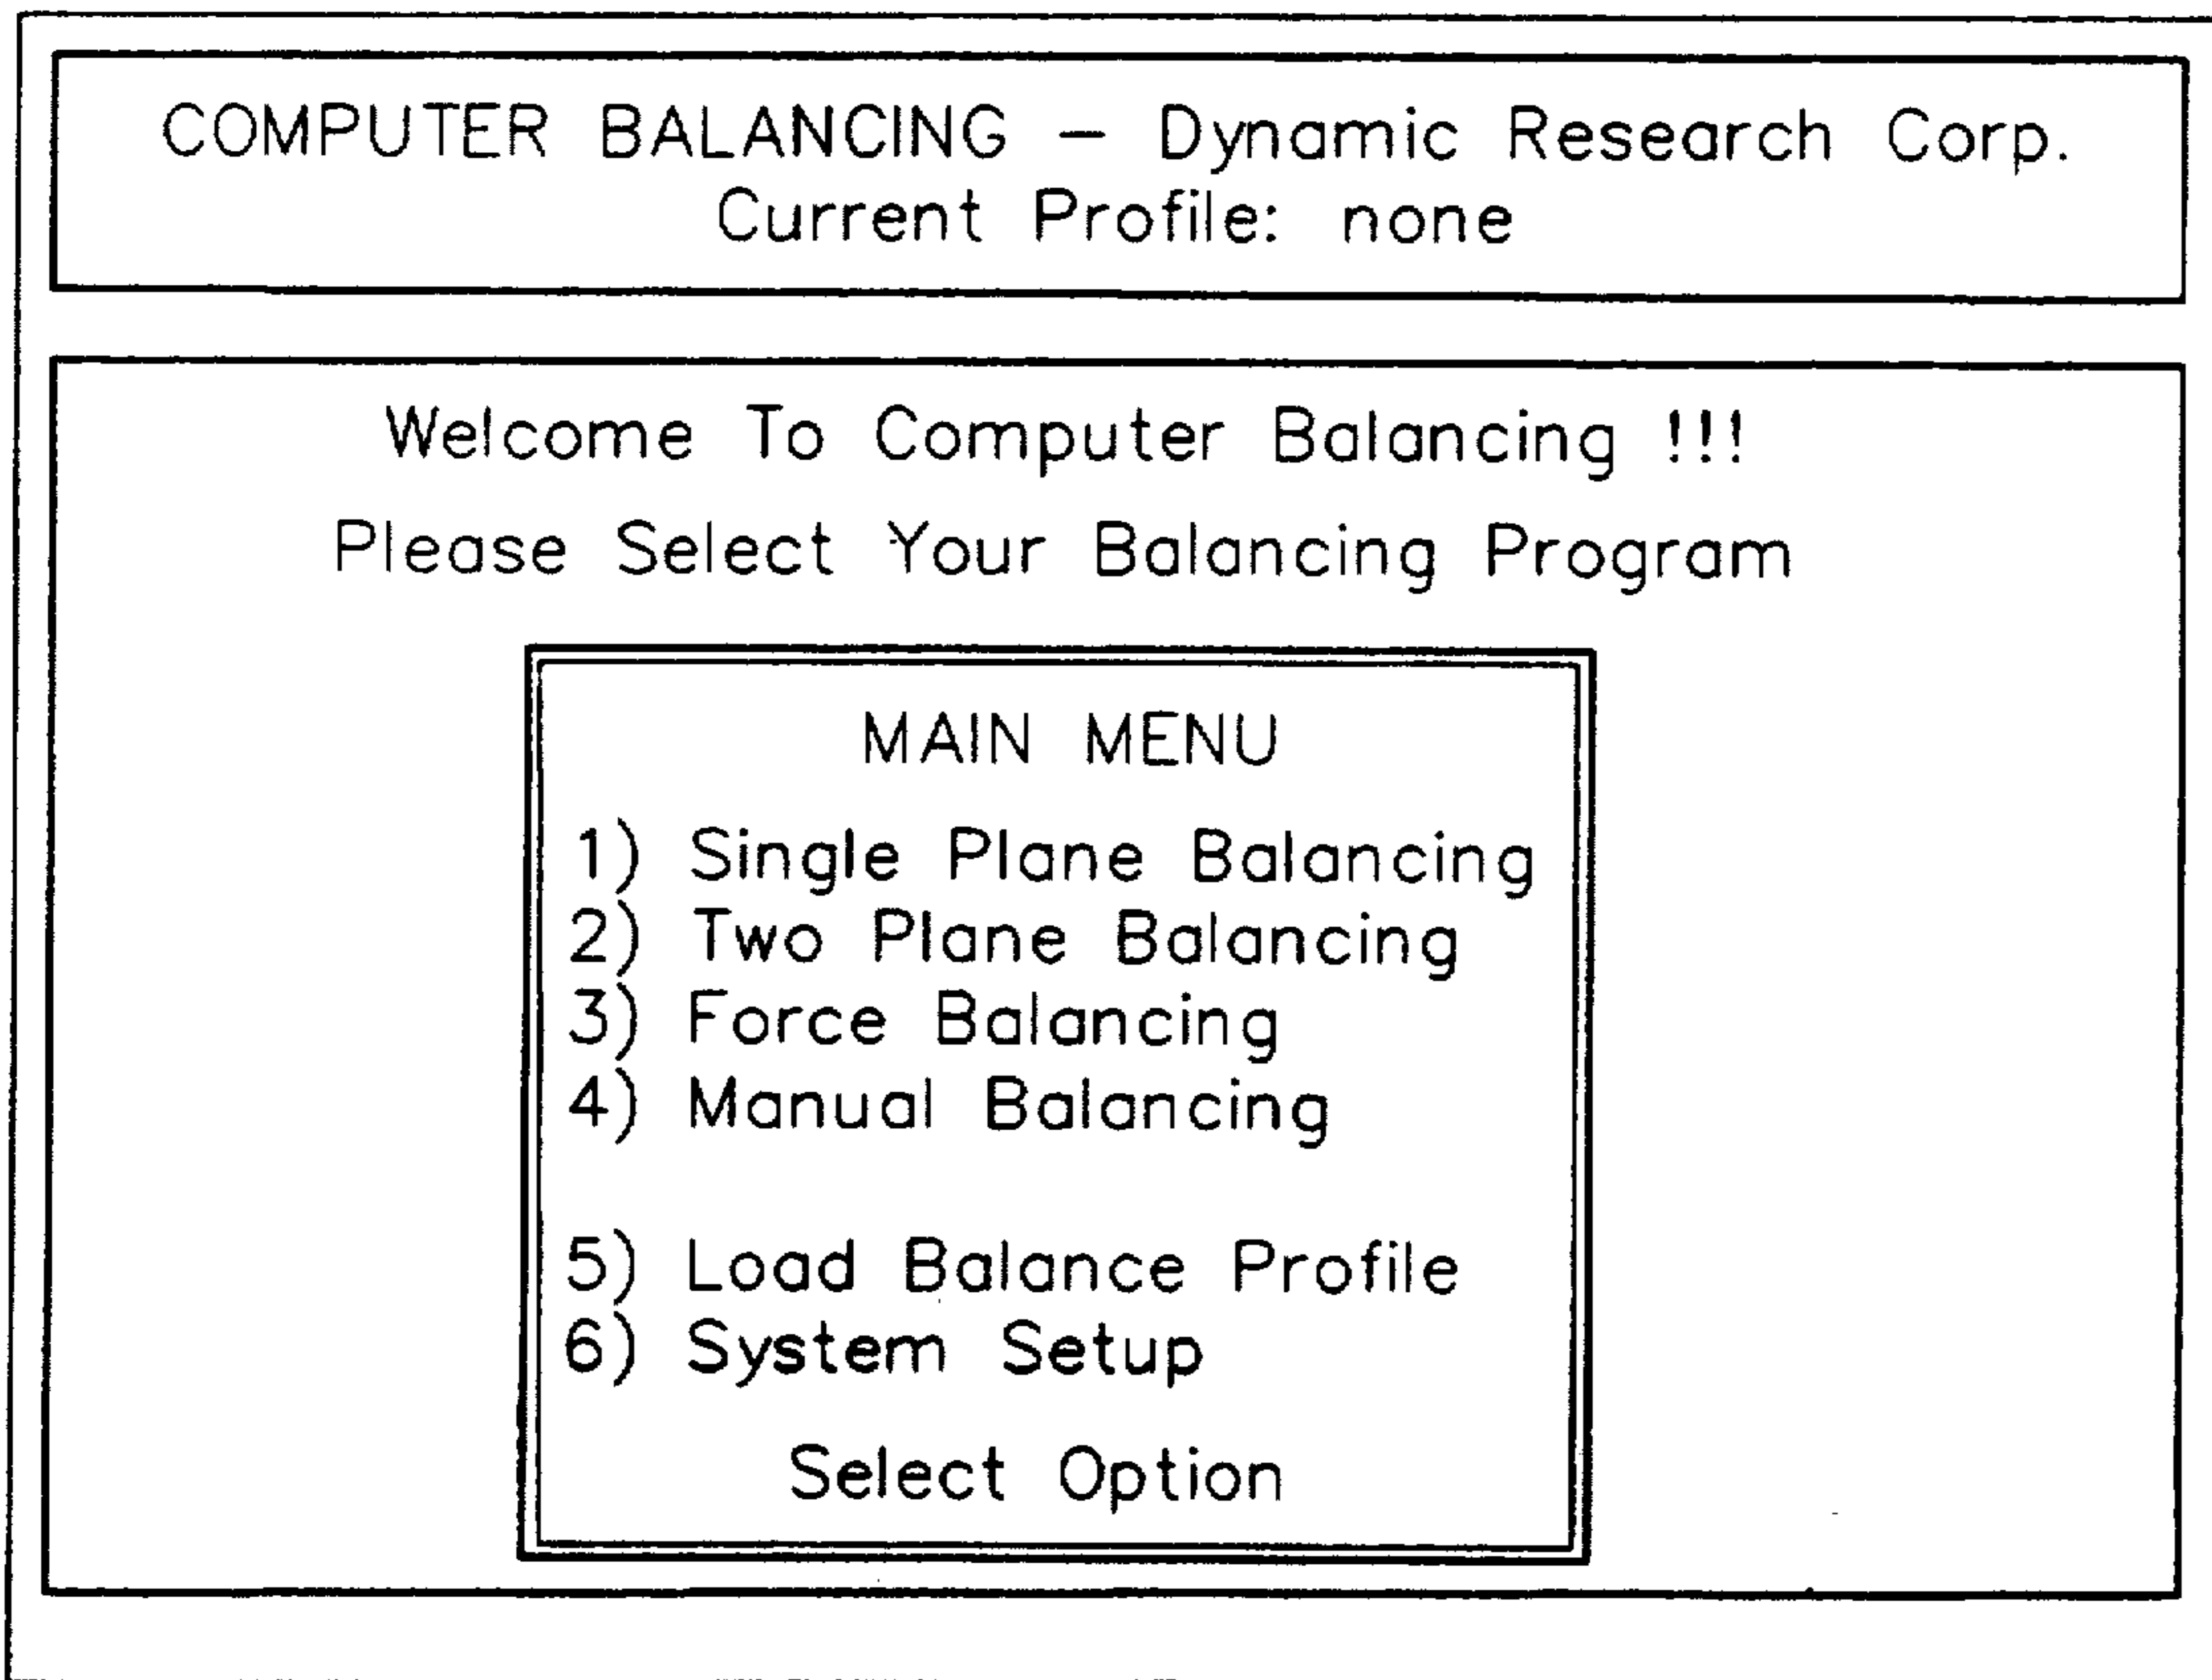 COMPUTER BALANCING – Dynamic Research Corp.
Current Profile: none
Welcome To Computer Balancing !!!
Please Select Your Balancing Program
MAIN MENU
1) Single Plane Balancing
2) Two Plane Balancing
3) Force Balancing
4) Manual Balancing
5) Load Balance Profile
6) System Setup
Select Option